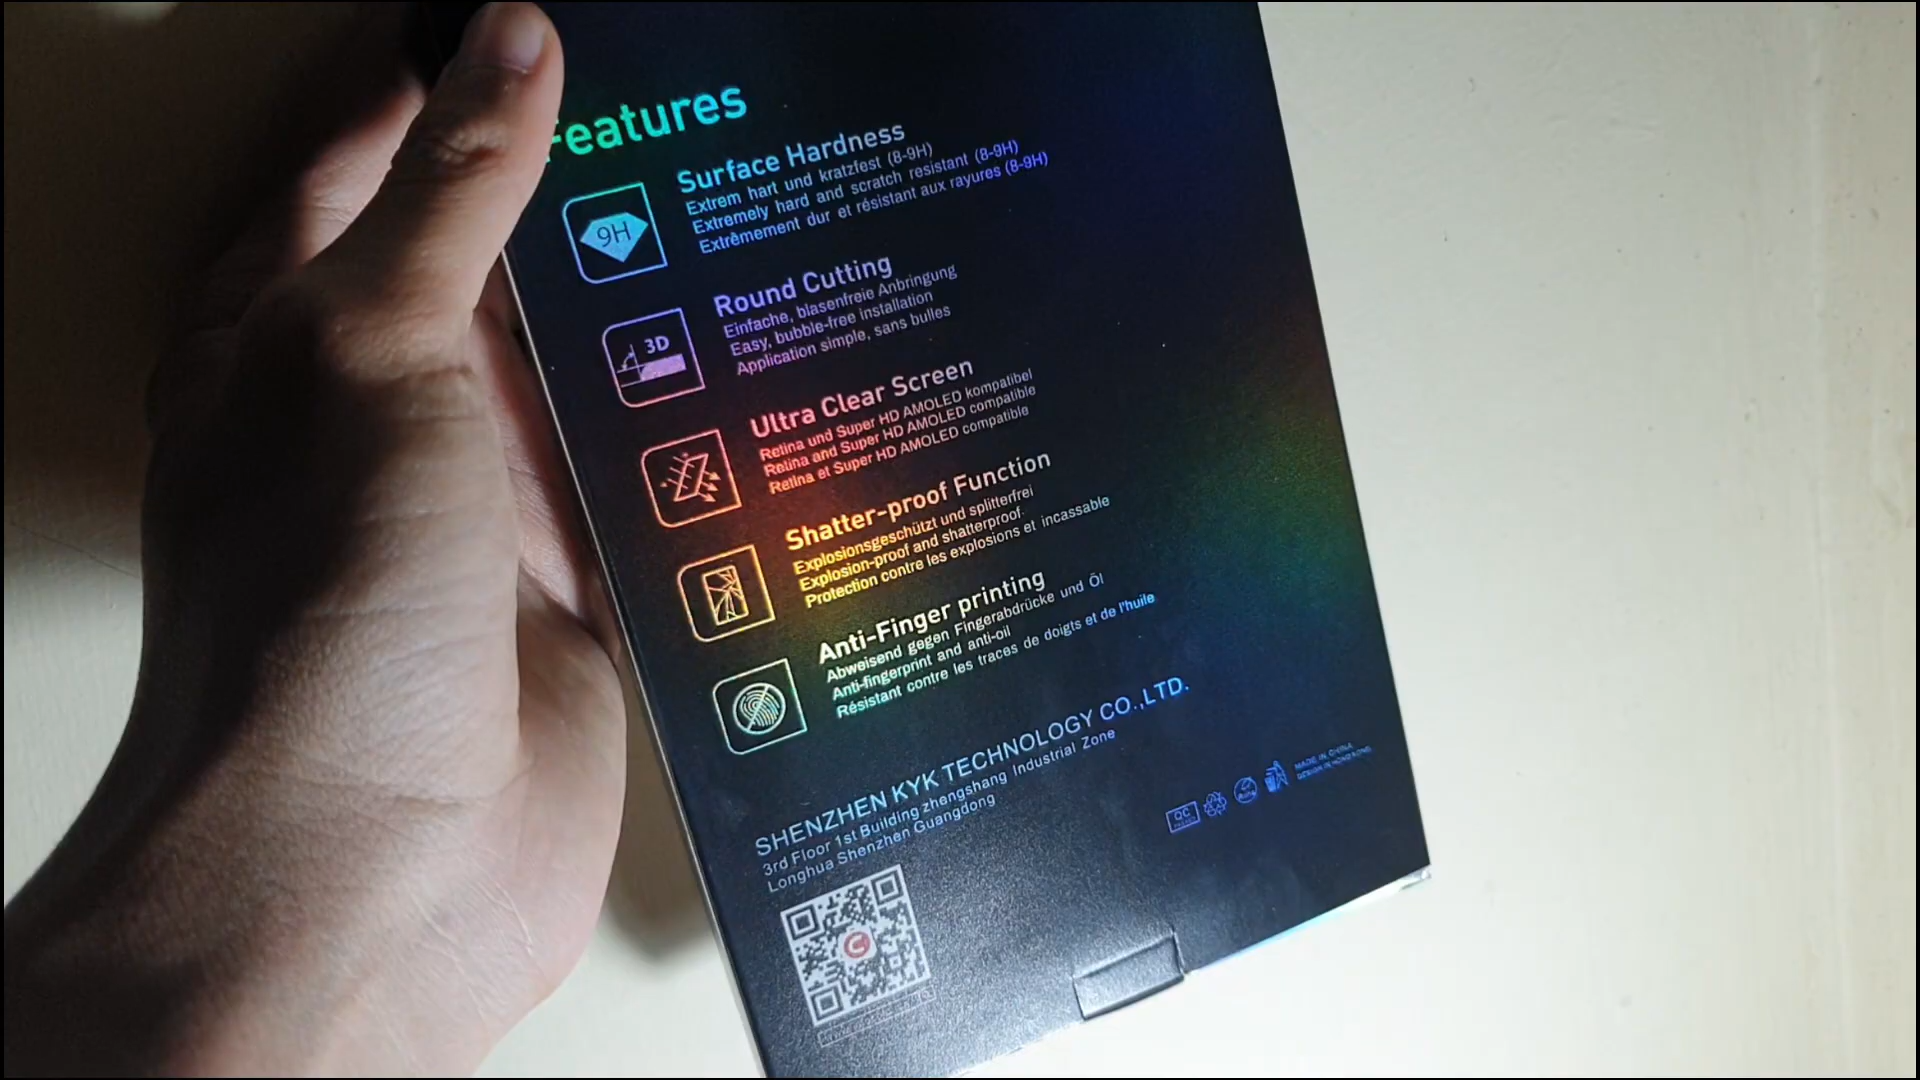 Features
9H
Surface Hardness
Extrem hart und kratzfest (8-9H)
Extremely hard and scratch resistant (8-9H)
Extrêmement dur et résistant aux rayures (8-9H)
3D
Round Cutting
Einfache, blasenfreie Anbringung
Easy, bubble-free installation
Application simple, sans bulles
Ultra Clear Screen
Retina und Super HD AMOLED kompatibel
Retina and Super HD AMOLED compatible
Retina et Super HD AMOLED compatible
Shatter-proof Function
Explosionsgeschützt und splitterfrei
Explosion-proof and shatterproof.
Protection contre les explosions et incassable
Anti-Finger printing
Abweisend gegen Fingerabdrücke und Öl
Anti-fingerprint and anti-oil
Résistant contre les traces de doigts et de l'huile
SHENZHEN KYK TECHNOLOGY CO.,LTD.
3rd Floor 1st Building zhengshang Industrial Zone
Longhua Shenzhen Guangdong
QC
MADE IN CHINA
DESIGN IN HONG KONG